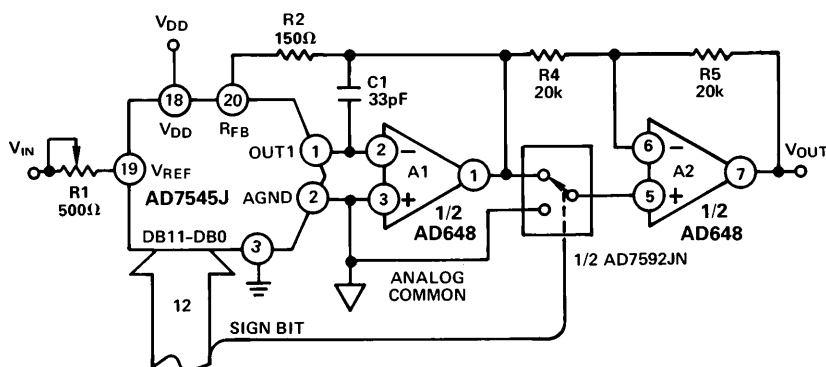 R2
150Ω
VDD
C1
33pF
R4
20k
R5
20k
18
20
VDD
RFB
VIN
R1
500Ω
19
VREF
AD7545J
OUT1
1
AGND
2
DB11–DB0
3
2
–
A1
3
+
1
1/2
AD648
6
–
A2
5
+
7
1/2
AD648
VOUT
ANALOG
COMMON
1/2 AD7592JN
12
SIGN BIT